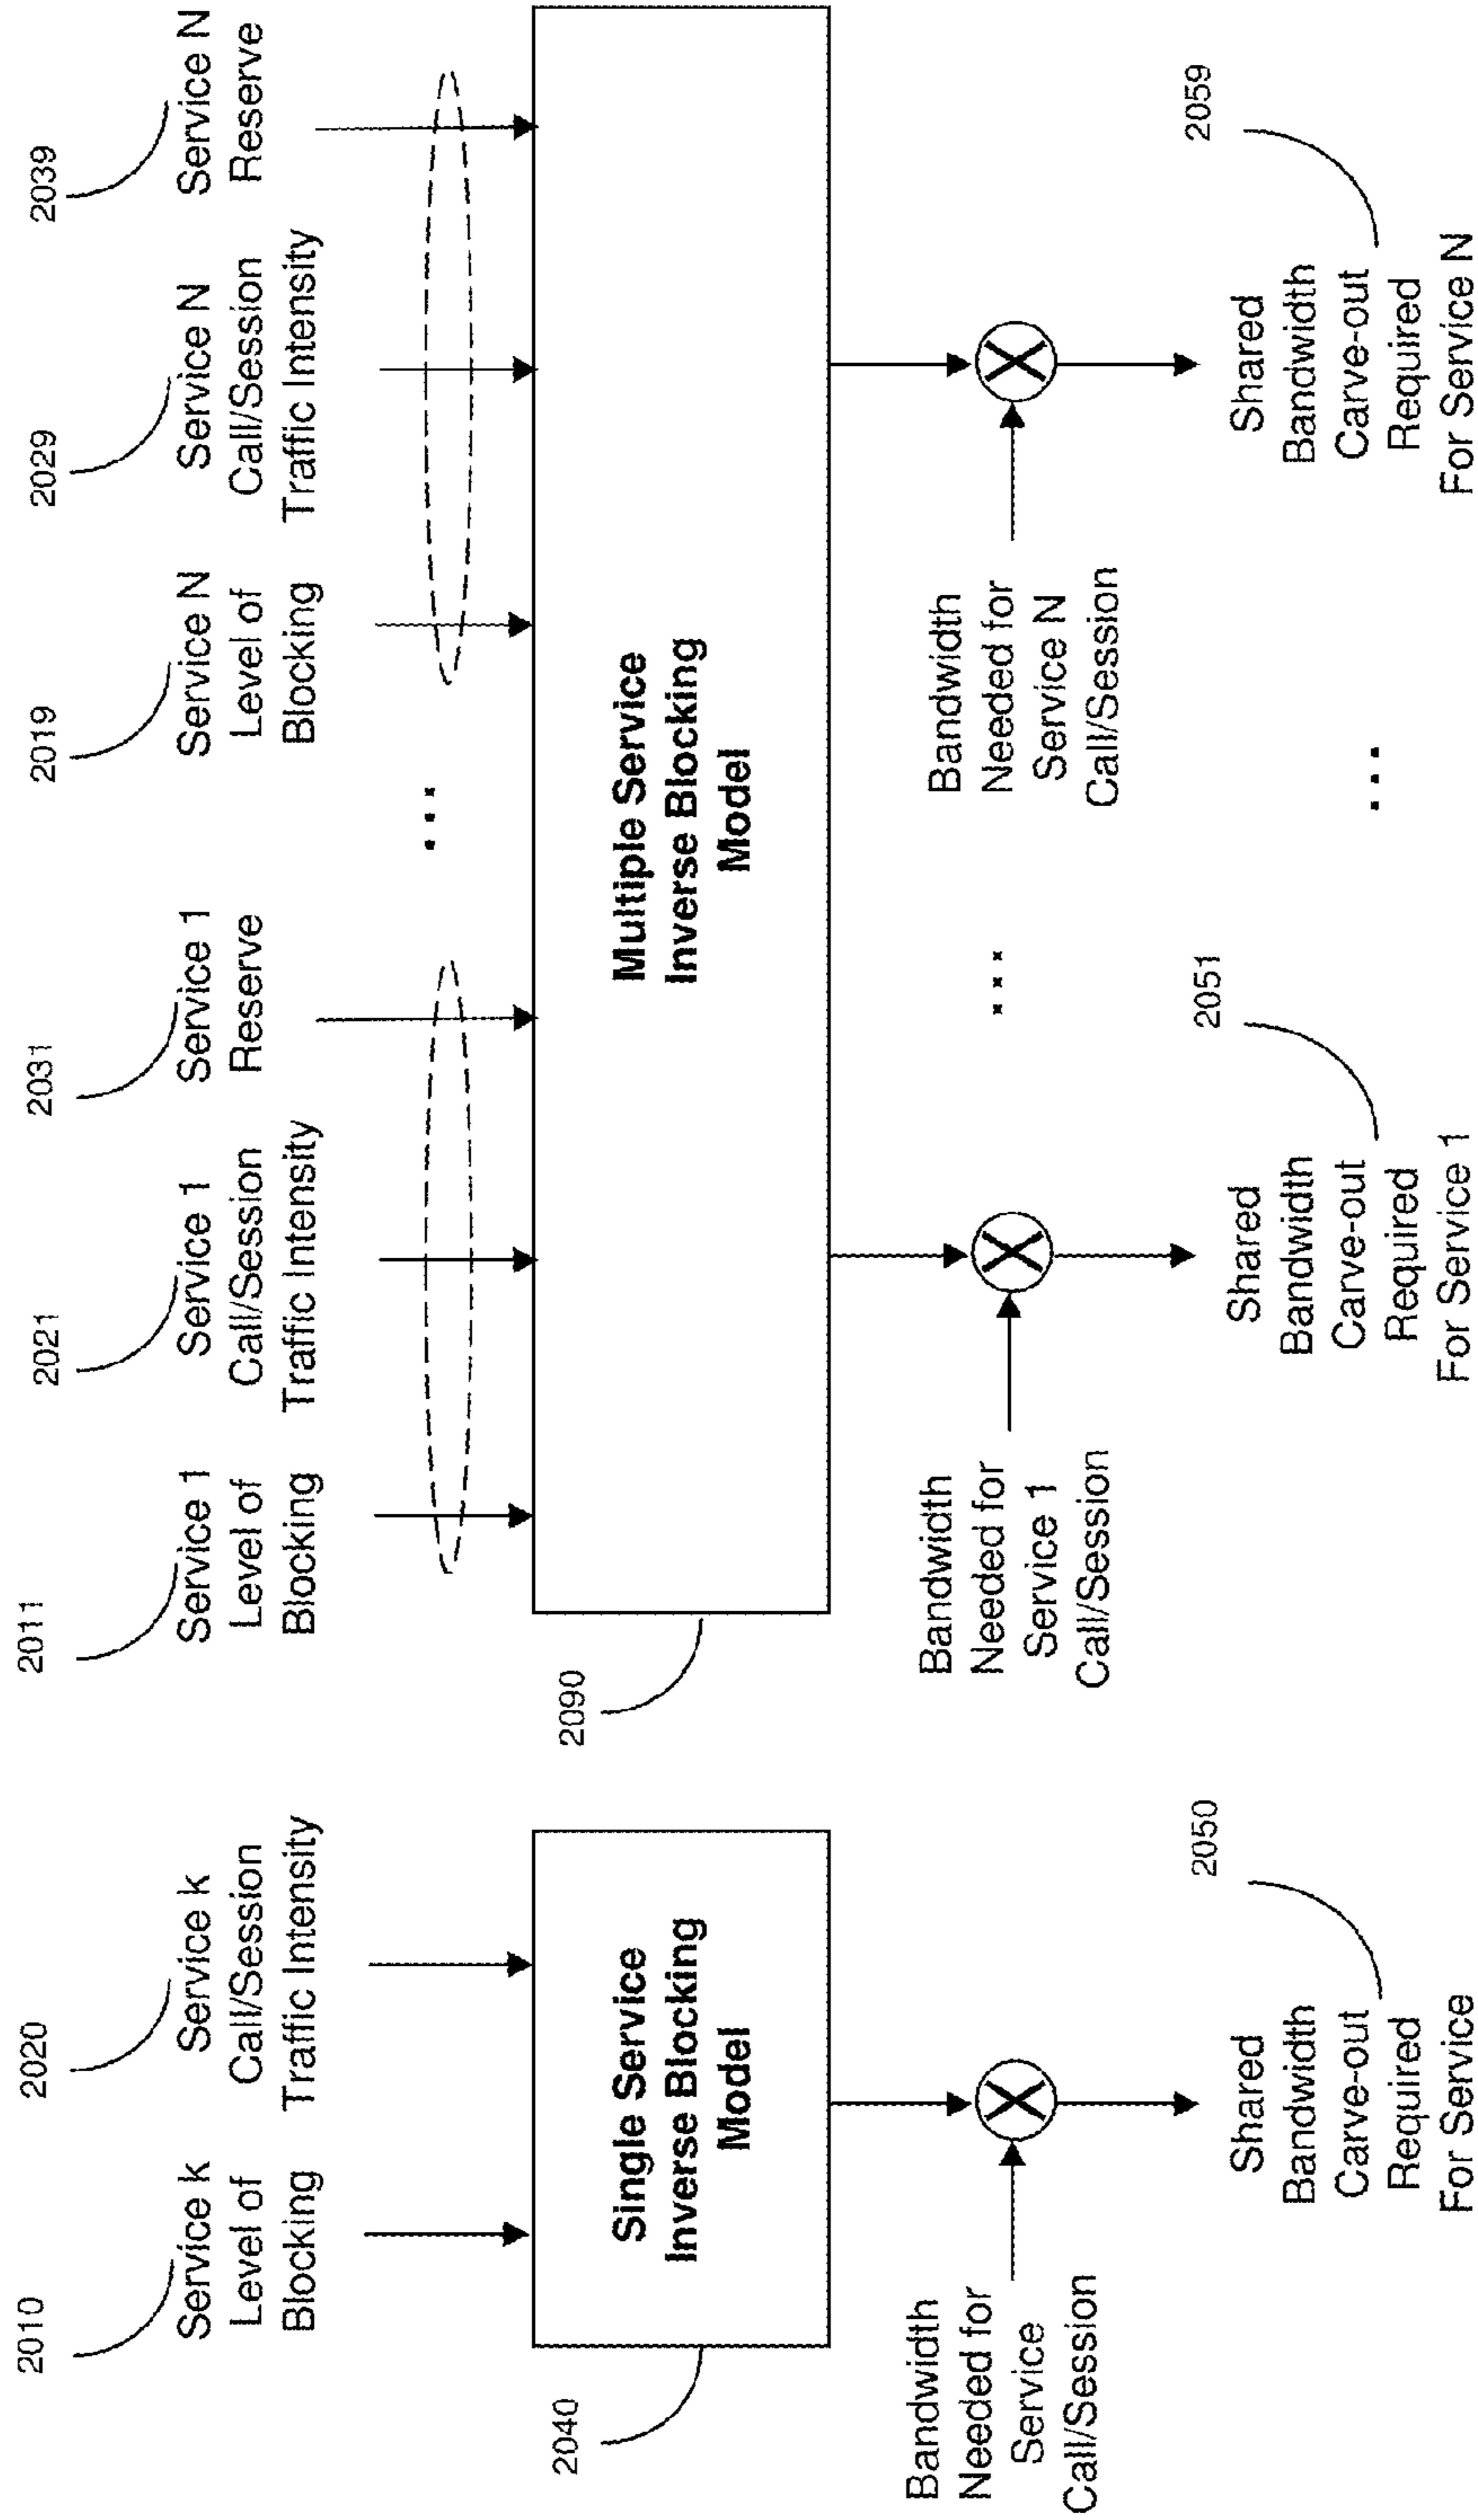 2010
Service k
Level of
Blocking
2020
Service k
Call/Session
Traffic Intensity
2040
Single Service
Inverse Blocking
Model
Bandwidth
Needed for
Service
Call/Session
X
2050
Shared
Bandwidth
Carve-out
Required
For Service
2011
Service 1
Level of
Blocking
2021
Service 1
Call/Session
Traffic Intensity
2031
Service 1
Reserve
...
2019
Service N
Level of
Blocking
2029
Service N
Call/Session
Traffic Intensity
2039
Service N
Reserve
2090
Multiple Service
Inverse Blocking
Model
Bandwidth
Needed for
Service 1
Call/Session
X
...
Bandwidth
Needed for
Service N
Call/Session
X
2051
Shared
Bandwidth
Carve-out
Required
For Service 1
...
2059
Shared
Bandwidth
Carve-out
Required
For Service N